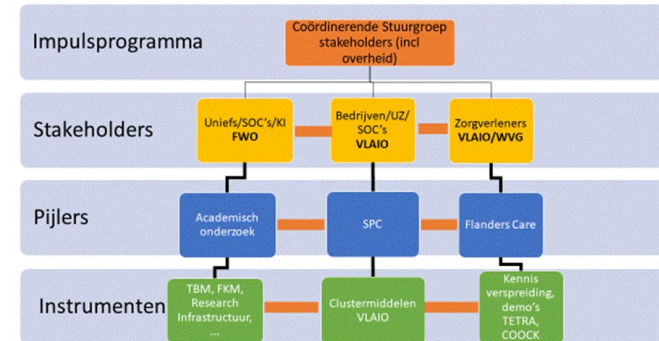 Impulsprogramma
Coördinerende Stuurgroep
stakeholders (incl
overheid)
Stakeholders
Uniefs/SOC's/KI
FWO
Bedrijven/UZ/
SOC's
VLAIO
Zorgverleners
VLAIO/WVG
Pijlers
Academisch
onderzoek
SPC
Flanders Care
Instrumenten
TBM, FKM,
Research
Infrastructuur,
...
Clustermiddelen
VLAIO
Kennis
verspreiding,
demo's
TETRA,
COOCK